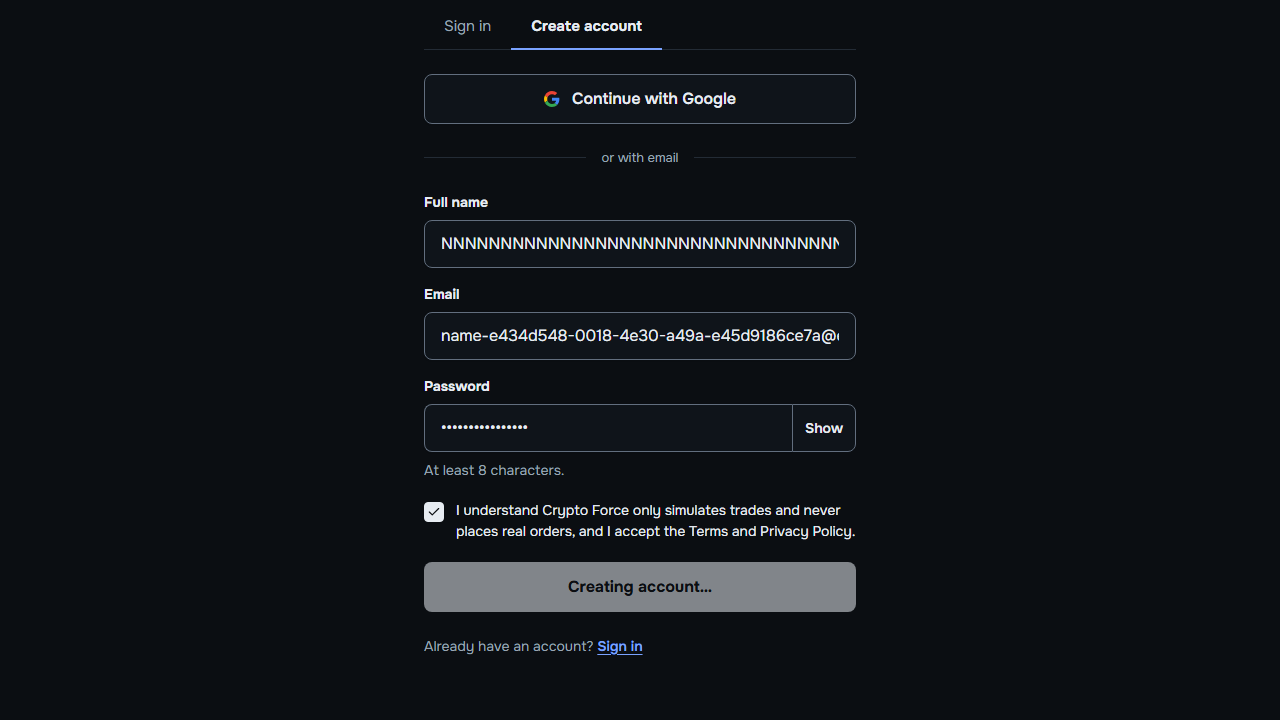 Sign in
Create account
Continue with Google
or with email
Full name
NNNNNNNNNNNNNNNNNNNNNNNNNNNNNNNNNN
Email
name-e434d548-0018-4e30-a49a-e45d9186ce7a@
Password
••••••••••••••••
Show
At least 8 characters.
I understand Crypto Force only simulates trades and never
places real orders, and I accept the Terms and Privacy Policy.
Creating account...
Already have an account? Sign in